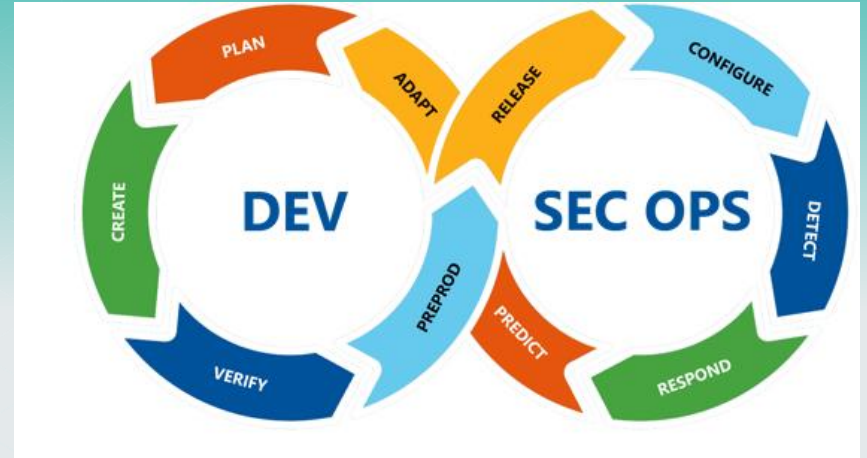 PLAN
ADAPT
RELEASE
CONFIGURE
CREATE
DEV
SEC OPS
DETECT
PREPROD
PREDICT
VERIFY
RESPOND